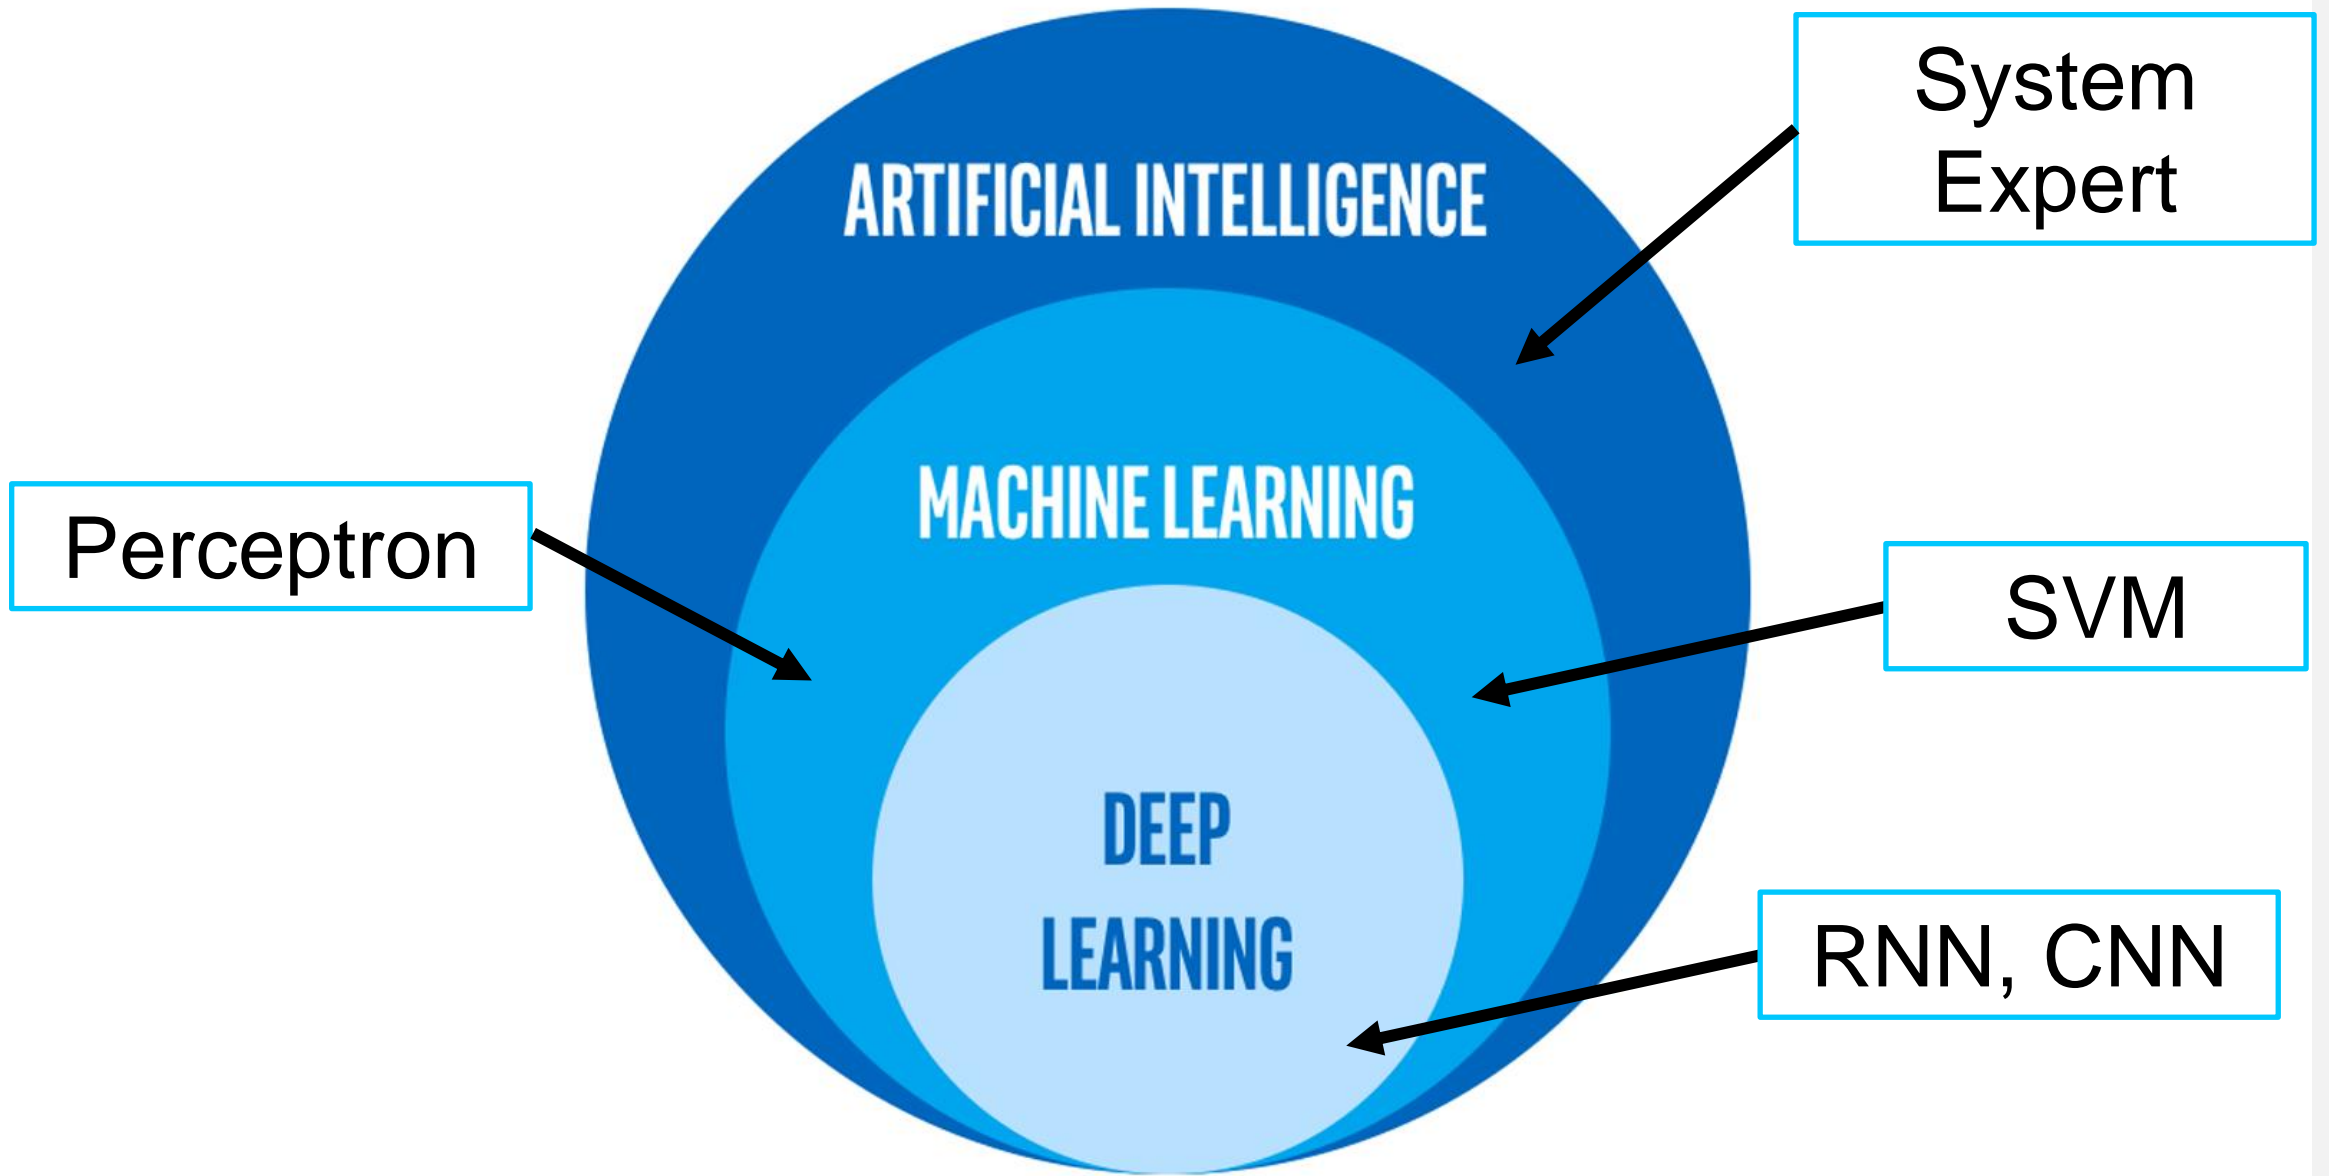 System
Expert
ARTIFICIAL INTELLIGENCE
MACHINE LEARNING
Perceptron
SVM
DEEP
LEARNING
RNN, CNN